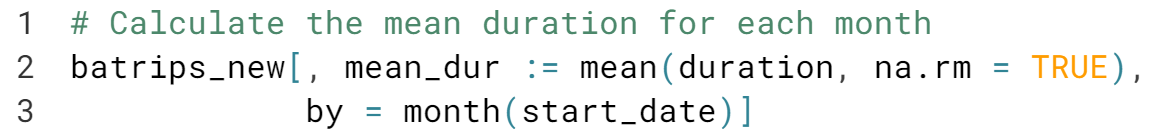 1 # Calculate the mean duration for each month
2 batrips_new[, mean_dur := mean(duration, na.rm = TRUE),
3             by = month(start_date)]